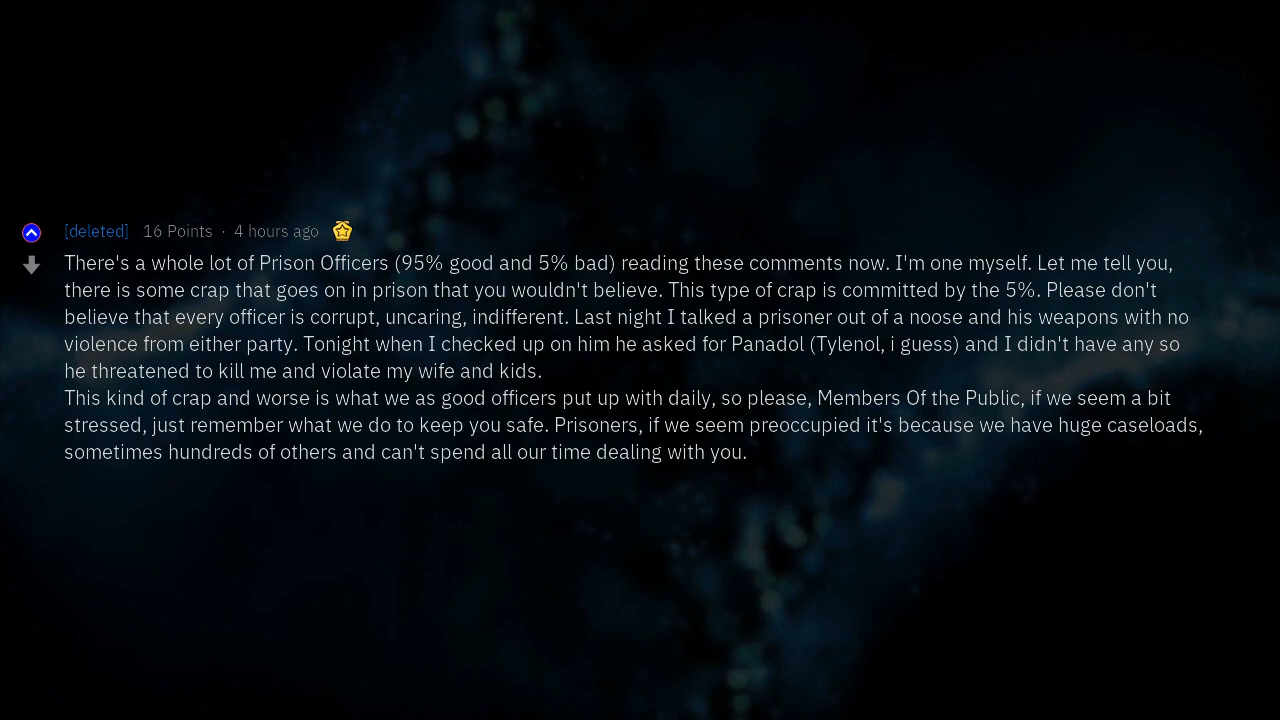 [deleted] 16 Points · 4 hours ago
There's a whole lot of Prison Officers (95% good and 5% bad) reading these comments now. I'm one myself. Let me tell you,
there is some crap that goes on in prison that you wouldn't believe. This type of crap is committed by the 5%. Please don't
believe that every officer is corrupt, uncaring, indifferent. Last night I talked a prisoner out of a noose and his weapons with no
violence from either party. Tonight when I checked up on him he asked for Panadol (Tylenol, i guess) and I didn't have any so
he threatened to kill me and violate my wife and kids.
This kind of crap and worse is what we as good officers put up with daily, so please, Members Of the Public, if we seem a bit
stressed, just remember what we do to keep you safe. Prisoners, if we seem preoccupied it's because we have huge caseloads,
sometimes hundreds of others and can't spend all our time dealing with you.